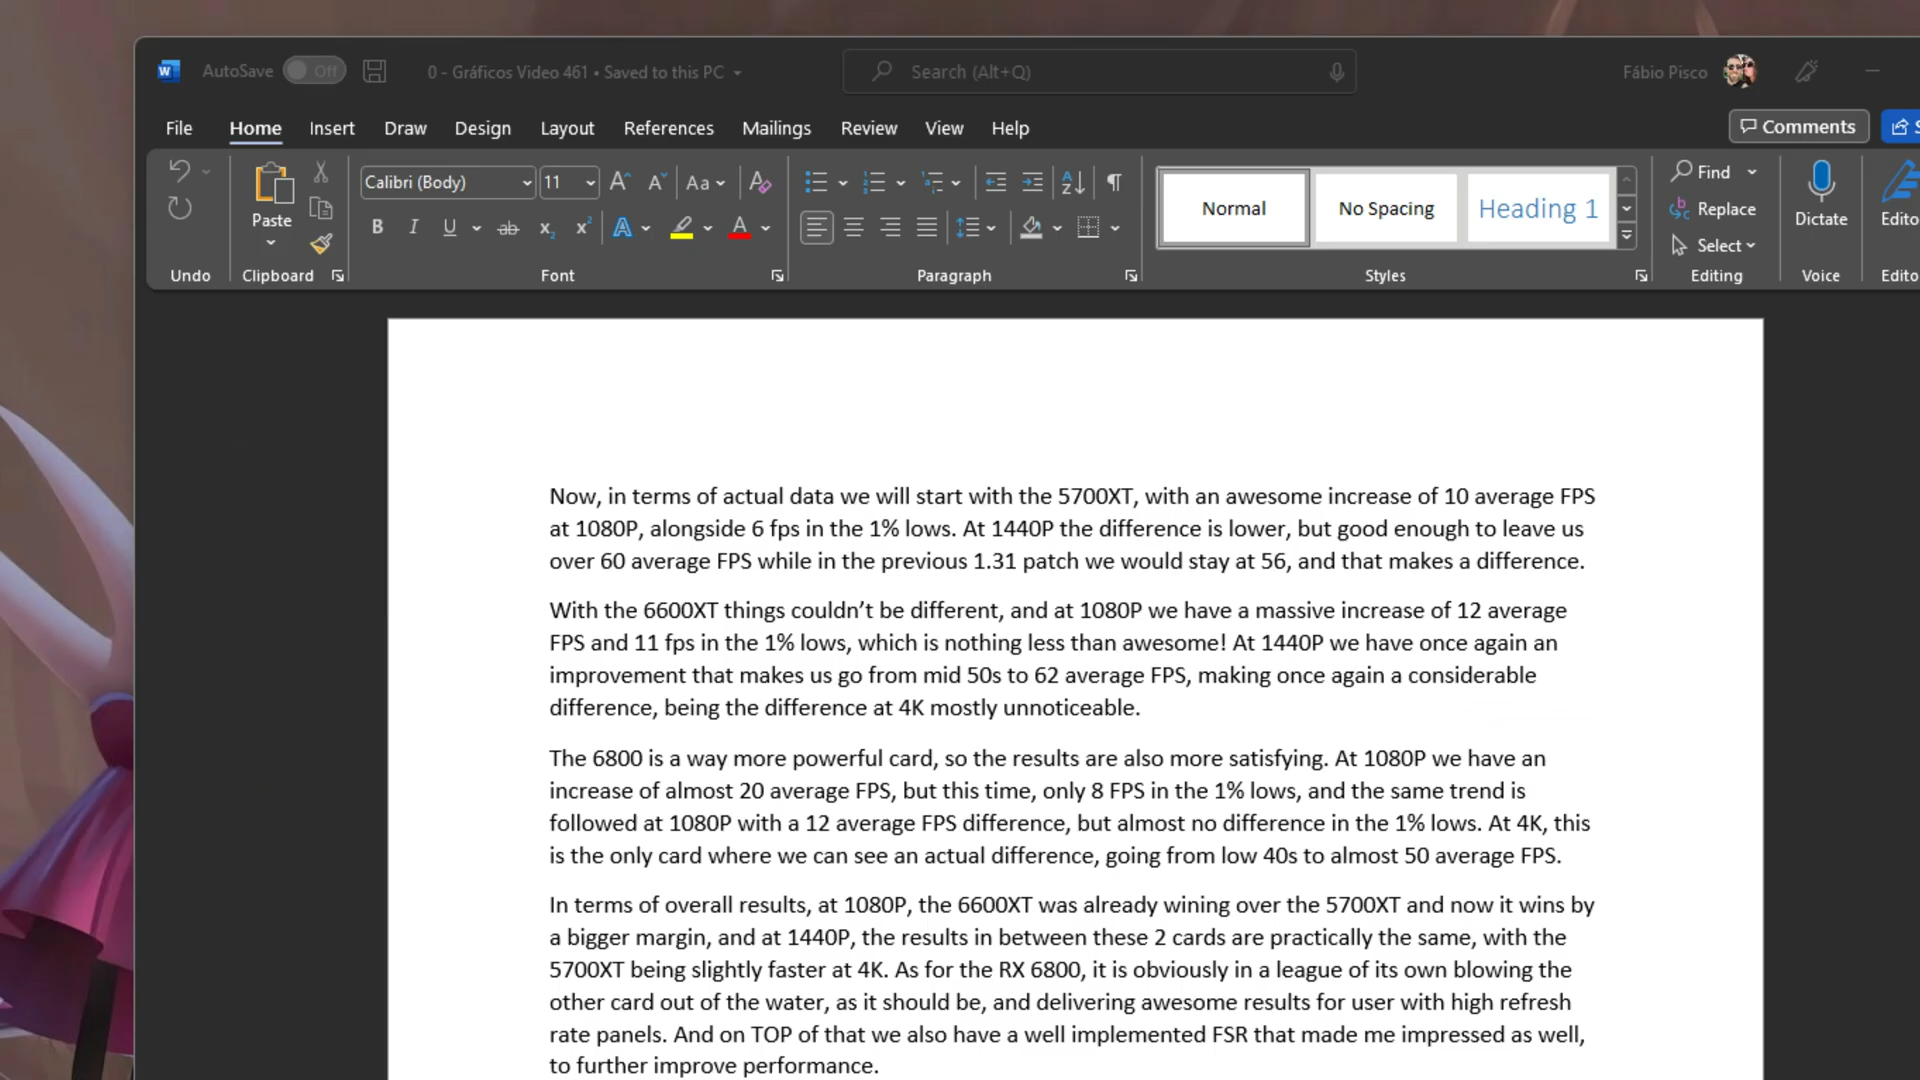 AutoSave Off 0 - Gráficos Video 461 • Saved to this PC Search (Alt+Q) Fábio Pisco
File Home Insert Draw Design Layout References Mailings Review View Help Comments
Calibri (Body) 11 Aa
Normal No Spacing Heading 1
Find
Replace
Select
Paste
Dictate
Undo Clipboard Font Paragraph Styles Editing Voice
Now, in terms of actual data we will start with the 5700XT, with an awesome increase of 10 average FPS
at 1080P, alongside 6 fps in the 1% lows. At 1440P the difference is lower, but good enough to leave us
over 60 average FPS while in the previous 1.31 patch we would stay at 56, and that makes a difference.
With the 6600XT things couldn’t be different, and at 1080P we have a massive increase of 12 average
FPS and 11 fps in the 1% lows, which is nothing less than awesome! At 1440P we have once again an
improvement that makes us go from mid 50s to 62 average FPS, making once again a considerable
difference, being the difference at 4K mostly unnoticeable.
The 6800 is a way more powerful card, so the results are also more satisfying. At 1080P we have an
increase of almost 20 average FPS, but this time, only 8 FPS in the 1% lows, and the same trend is
followed at 1080P with a 12 average FPS difference, but almost no difference in the 1% lows. At 4K, this
is the only card where we can see an actual difference, going from low 40s to almost 50 average FPS.
In terms of overall results, at 1080P, the 6600XT was already wining over the 5700XT and now it wins by
a bigger margin, and at 1440P, the results in between these 2 cards are practically the same, with the
5700XT being slightly faster at 4K. As for the RX 6800, it is obviously in a league of its own blowing the
other card out of the water, as it should be, and delivering awesome results for user with high refresh
rate panels. And on TOP of that we also have a well implemented FSR that made me impressed as well,
to further improve performance.